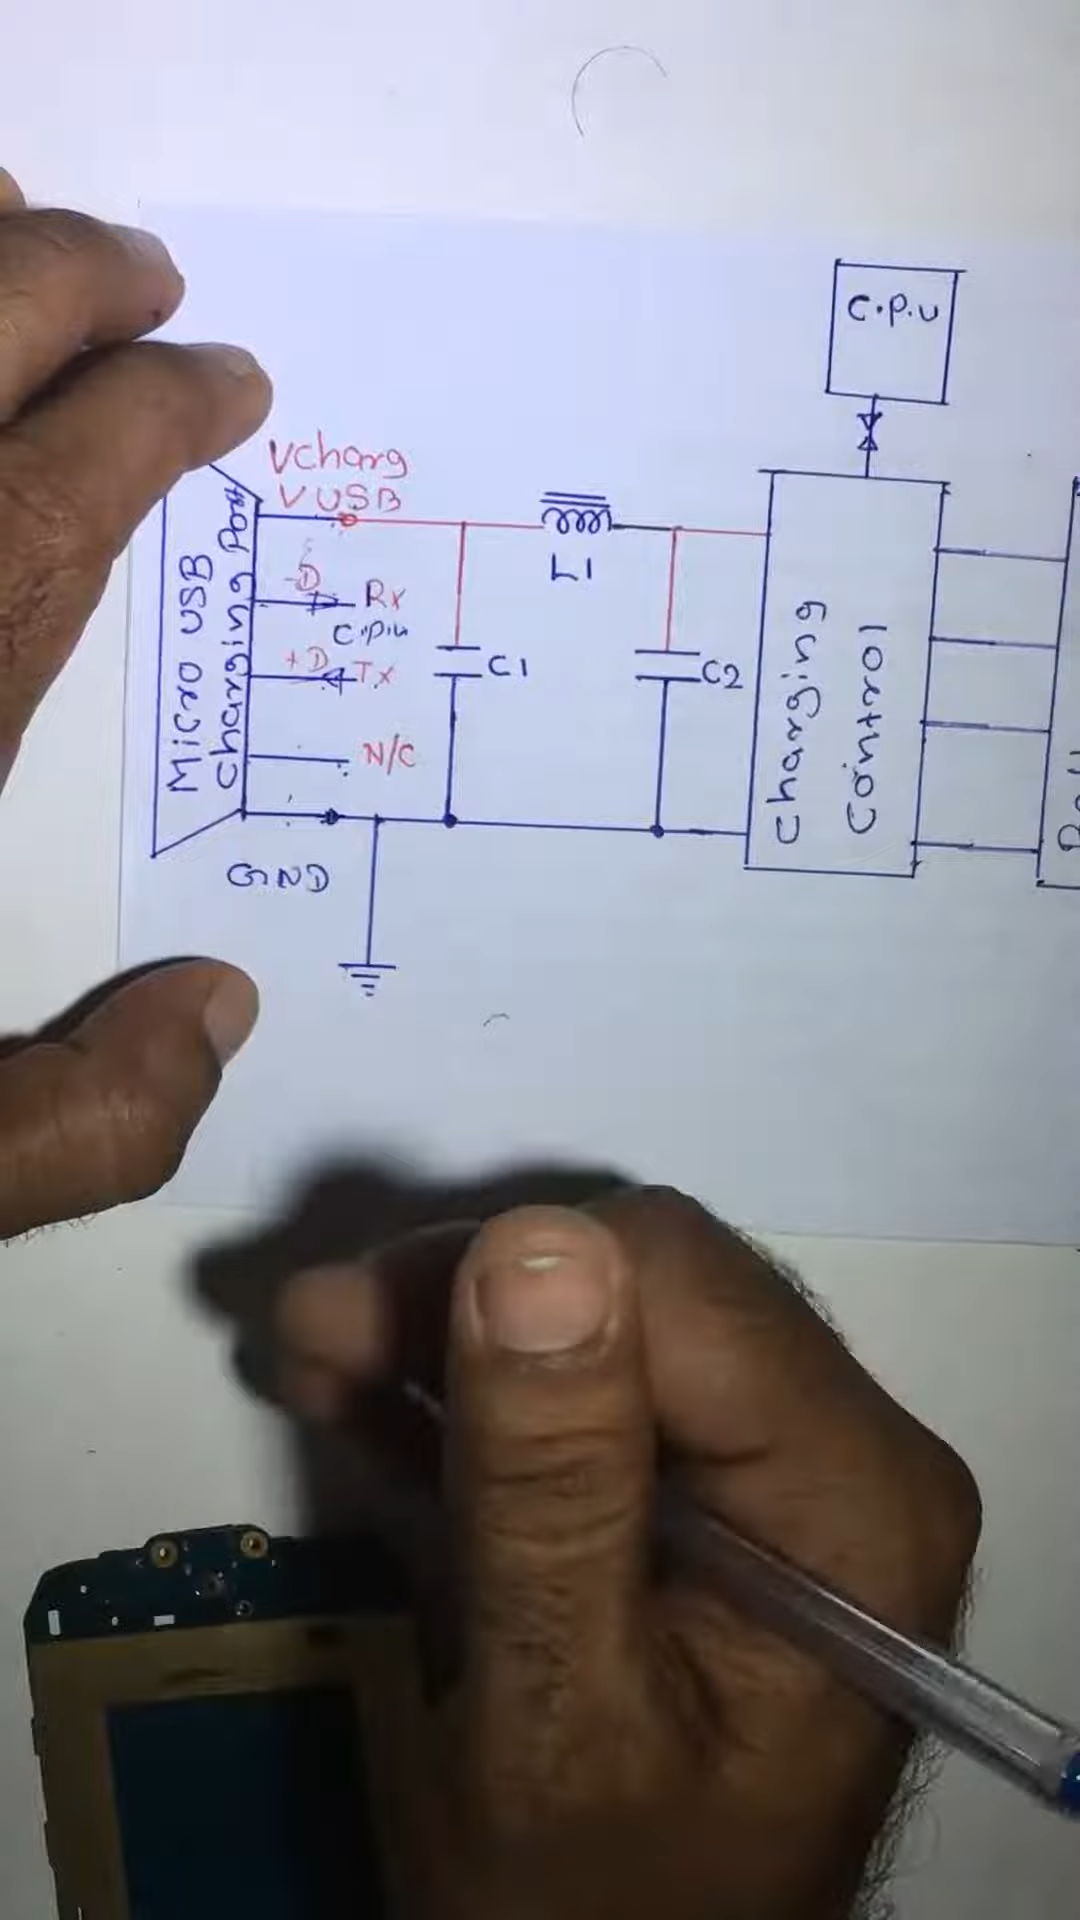 C.P.U
Vcharg
VUSB
L1
-D
Rx
C.P.U
+D
Tx
C1
C2
N/C
Micro USB
Charging Port
Charging
Control
GND